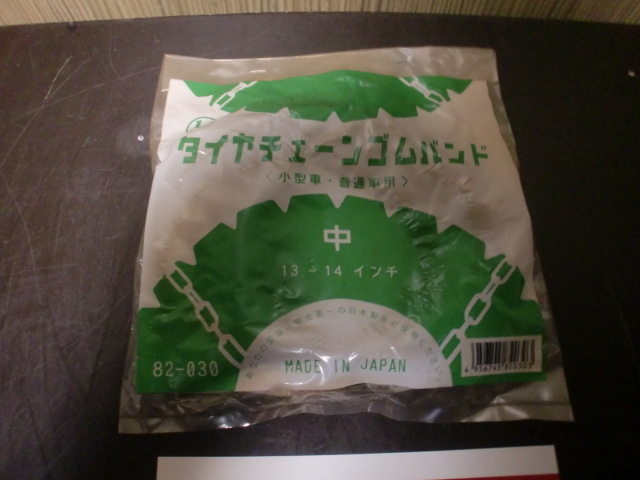 タイヤチェーンゴムバンド
〈小型車・普通車用〉
中
13-14 インチ
MADE IN JAPAN
82-030